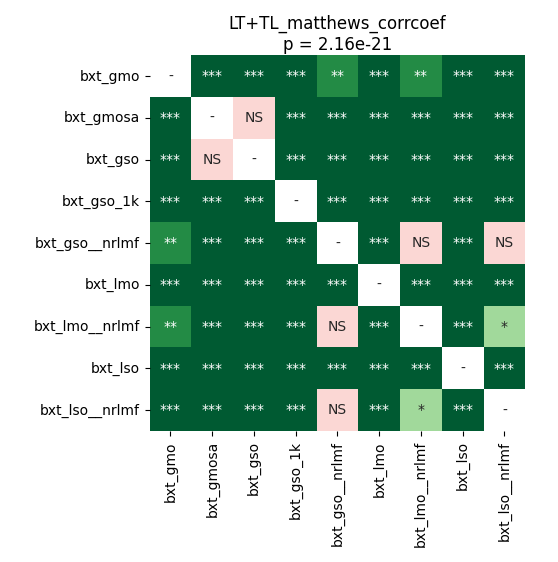 LT+TL_matthews_corrcoef
p = 2.16e-21
bxt_gmo - *** *** *** ** *** ** *** ***
bxt_gmosa *** - NS *** *** *** *** *** ***
bxt_gso *** NS - *** *** *** *** *** ***
bxt_gso_1k *** *** *** - *** *** *** *** ***
bxt_gso__nrlmf ** *** *** *** - *** NS *** NS
bxt_lmo *** *** *** *** *** - *** *** ***
bxt_lmo__nrlmf ** *** *** *** NS *** - *** *
bxt_lso *** *** *** *** *** *** *** - ***
bxt_lso__nrlmf *** *** *** *** NS *** * *** -
bxt_gmo
bxt_gmosa
bxt_gso
bxt_gso_1k
bxt_gso__nrlmf
bxt_lmo
bxt_lmo__nrlmf
bxt_lso
bxt_lso__nrlmf